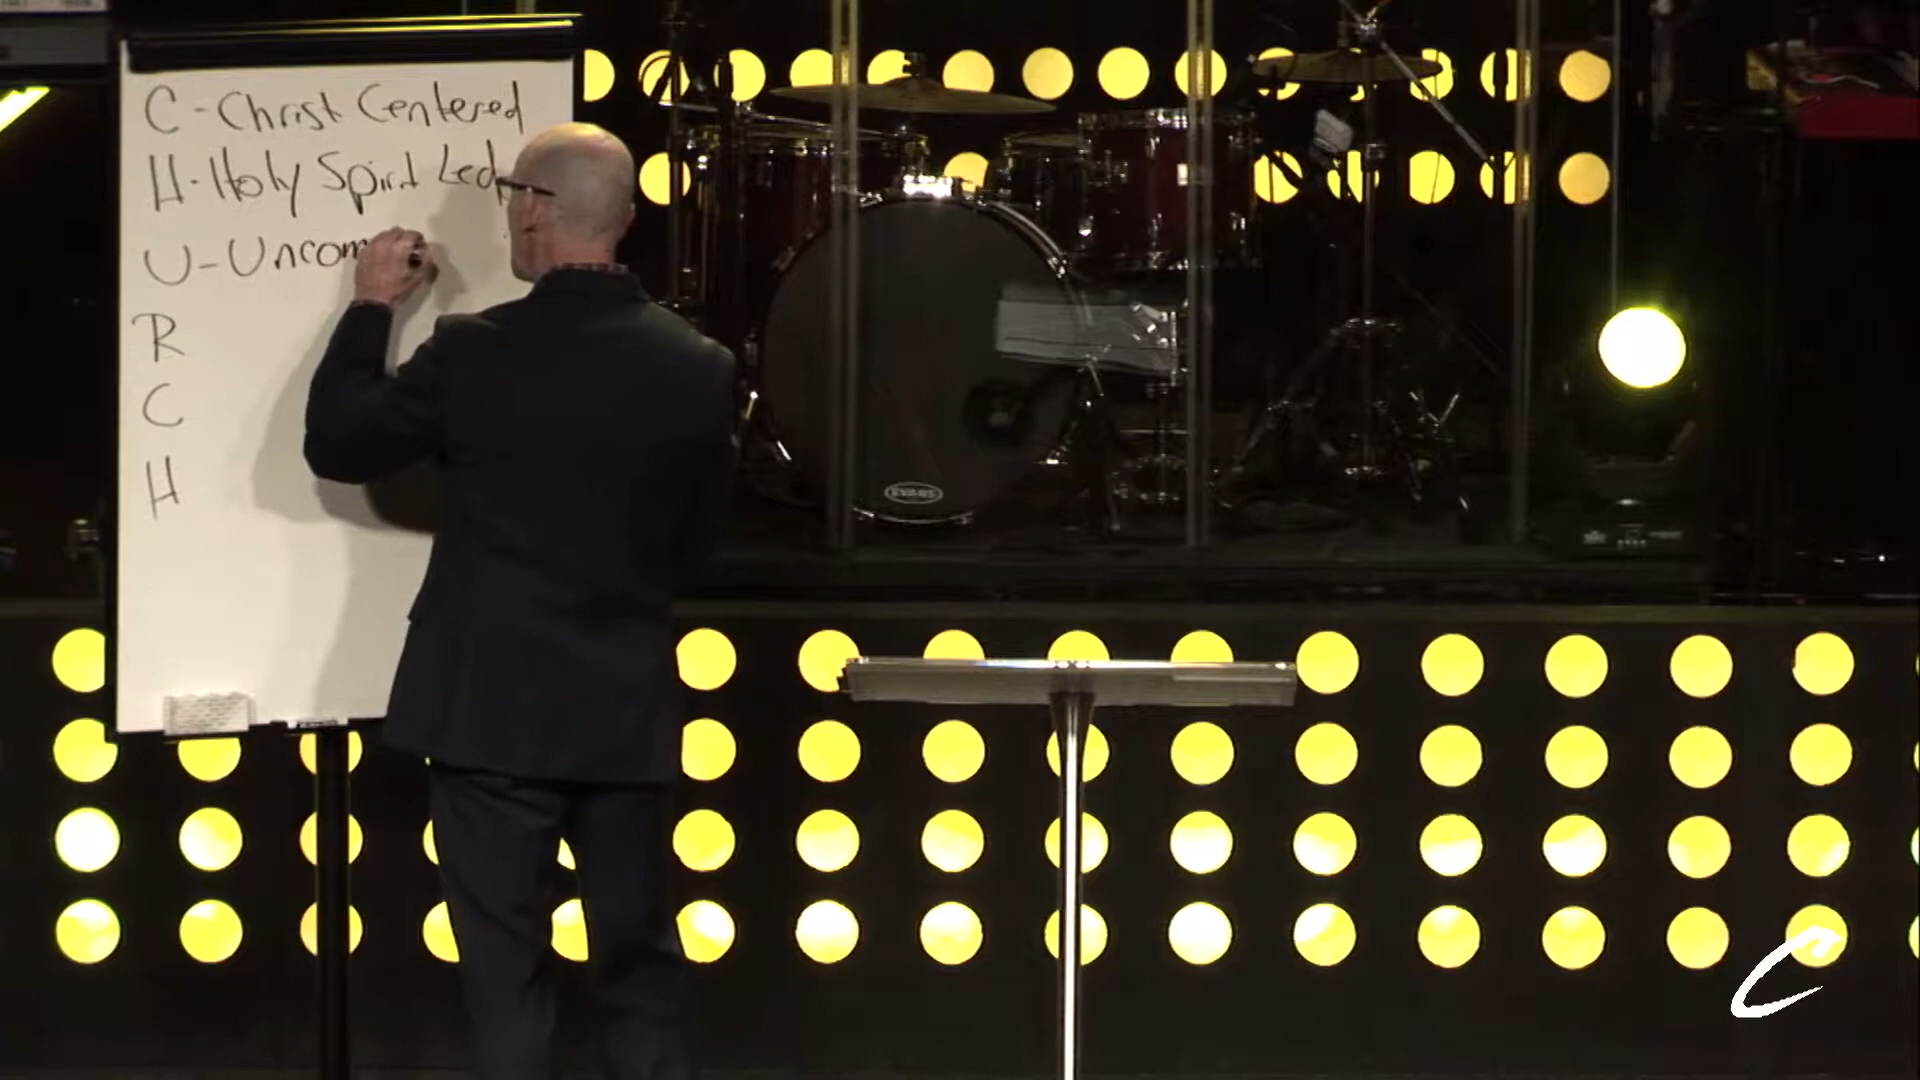 C - Christ Centered
H - Holy Spirit Led
U - Uncom
R
C
H
EVANS
C